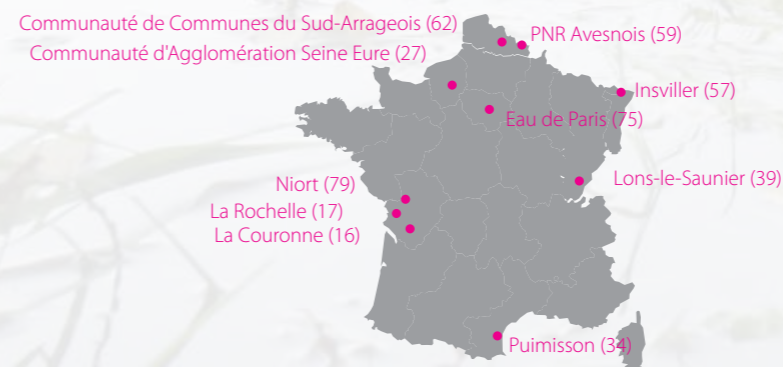 Communauté de Communes du Sud-Arrageois (62)
PNR Avesnois (59)
Communauté d'Agglomération Seine Eure (27)
Insviller (57)
Eau de Paris (75)
Lons-le-Saunier (39)
Niort (79)
La Rochelle (17)
La Couronne (16)
Puimisson (34)